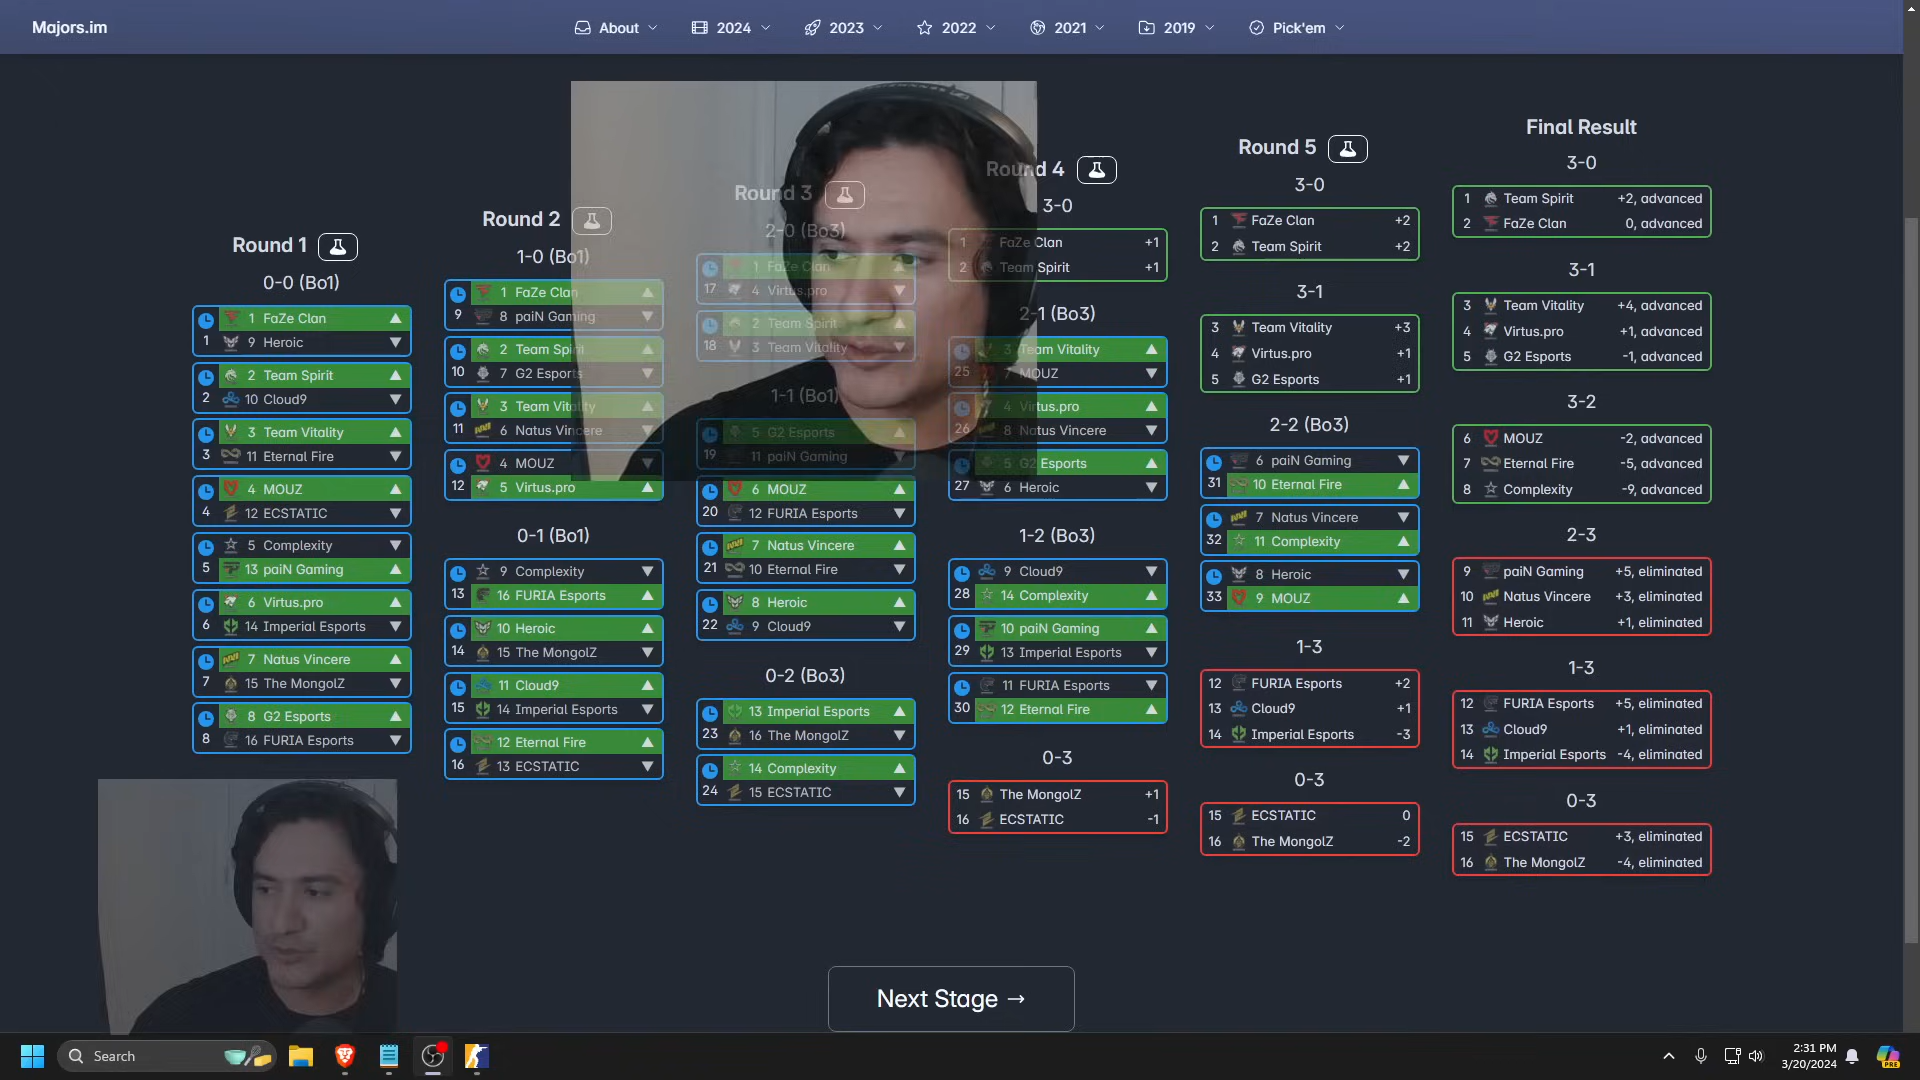 Majors.im
About
2024
2023
2022
2021
2019
Pick'em
Round 1
0-0 (Bo1)
1 FaZe Clan
1 9 Heroic
2 Team Spirit
2 10 Cloud9
3 Team Vitality
3 11 Eternal Fire
4 MOUZ
4 12 ECSTATIC
5 Complexity
5 13 paiN Gaming
6 Virtus.pro
6 14 Imperial Esports
7 Natus Vincere
7 15 The MongolZ
8 G2 Esports
8 16 FURIA Esports
Round 2
1-0 (Bo1)
1 FaZe Clan
9 8 paiN Gaming
2 Team Spirit
10 7 G2 Esports
3 Team Vitality
11 6 Natus Vincere
4 MOUZ
12 5 Virtus.pro
0-1 (Bo1)
9 Complexity
13 16 FURIA Esports
10 Heroic
14 15 The MongolZ
11 Cloud9
15 14 Imperial Esports
12 Eternal Fire
16 13 ECSTATIC
Round 3
2-0 (Bo3)
1 FaZe Clan
17 4 Virtus.pro
2 Team Spirit
18 3 Team Vitality
1-1 (Bo1)
5 G2 Esports
19 11 paiN Gaming
6 MOUZ
20 12 FURIA Esports
7 Natus Vincere
21 10 Eternal Fire
8 Heroic
22 9 Cloud9
0-2 (Bo3)
13 Imperial Esports
23 16 The MongolZ
14 Complexity
24 15 ECSTATIC
Round 4
3-0
1 FaZe Clan +1
2 Team Spirit +1
2-1 (Bo3)
3 Team Vitality
25 7 MOUZ
4 Virtus.pro
26 8 Natus Vincere
5 G2 Esports
27 6 Heroic
1-2 (Bo3)
9 Cloud9
28 14 Complexity
10 paiN Gaming
29 13 Imperial Esports
11 FURIA Esports
30 12 Eternal Fire
0-3
15 The MongolZ +1
16 ECSTATIC -1
Round 5
3-0
1 FaZe Clan +2
2 Team Spirit +2
3-1
3 Team Vitality +3
4 Virtus.pro +1
5 G2 Esports +1
2-2 (Bo3)
6 paiN Gaming
31 10 Eternal Fire
7 Natus Vincere
32 11 Complexity
8 Heroic
33 9 MOUZ
1-3
12 FURIA Esports +2
13 Cloud9 +1
14 Imperial Esports -3
0-3
15 ECSTATIC 0
16 The MongolZ -2
Final Result
3-0
1 Team Spirit +2, advanced
2 FaZe Clan 0, advanced
3-1
3 Team Vitality +4, advanced
4 Virtus.pro +1, advanced
5 G2 Esports -1, advanced
3-2
6 MOUZ -2, advanced
7 Eternal Fire -5, advanced
8 Complexity -9, advanced
2-3
9 paiN Gaming +5, eliminated
10 Natus Vincere +3, eliminated
11 Heroic +1, eliminated
1-3
12 FURIA Esports +5, eliminated
13 Cloud9 +1, eliminated
14 Imperial Esports -4, eliminated
0-3
15 ECSTATIC +3, eliminated
16 The MongolZ -4, eliminated
Next Stage →
Search
2:31 PM
3/20/2024
PRE